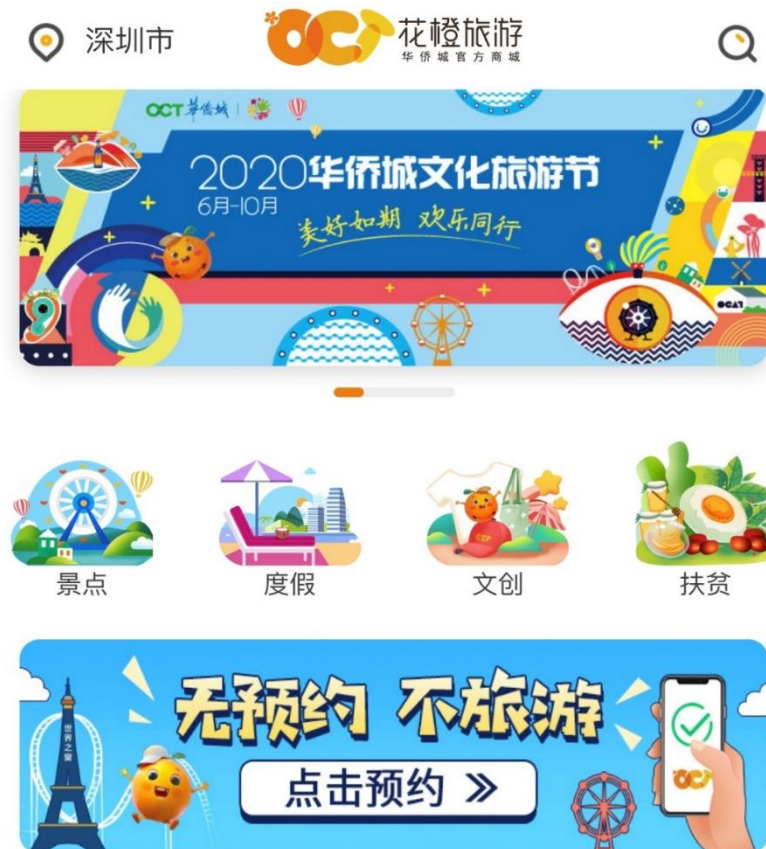 深圳市
OCT 花橙旅游
华侨城官方商城
OCT华侨城
2020华侨城文化旅游节
6月-10月
美好如期 欢乐同行
OCAT
景点
度假
文创
扶贫
无预约 不旅游
世界之窗
点击预约